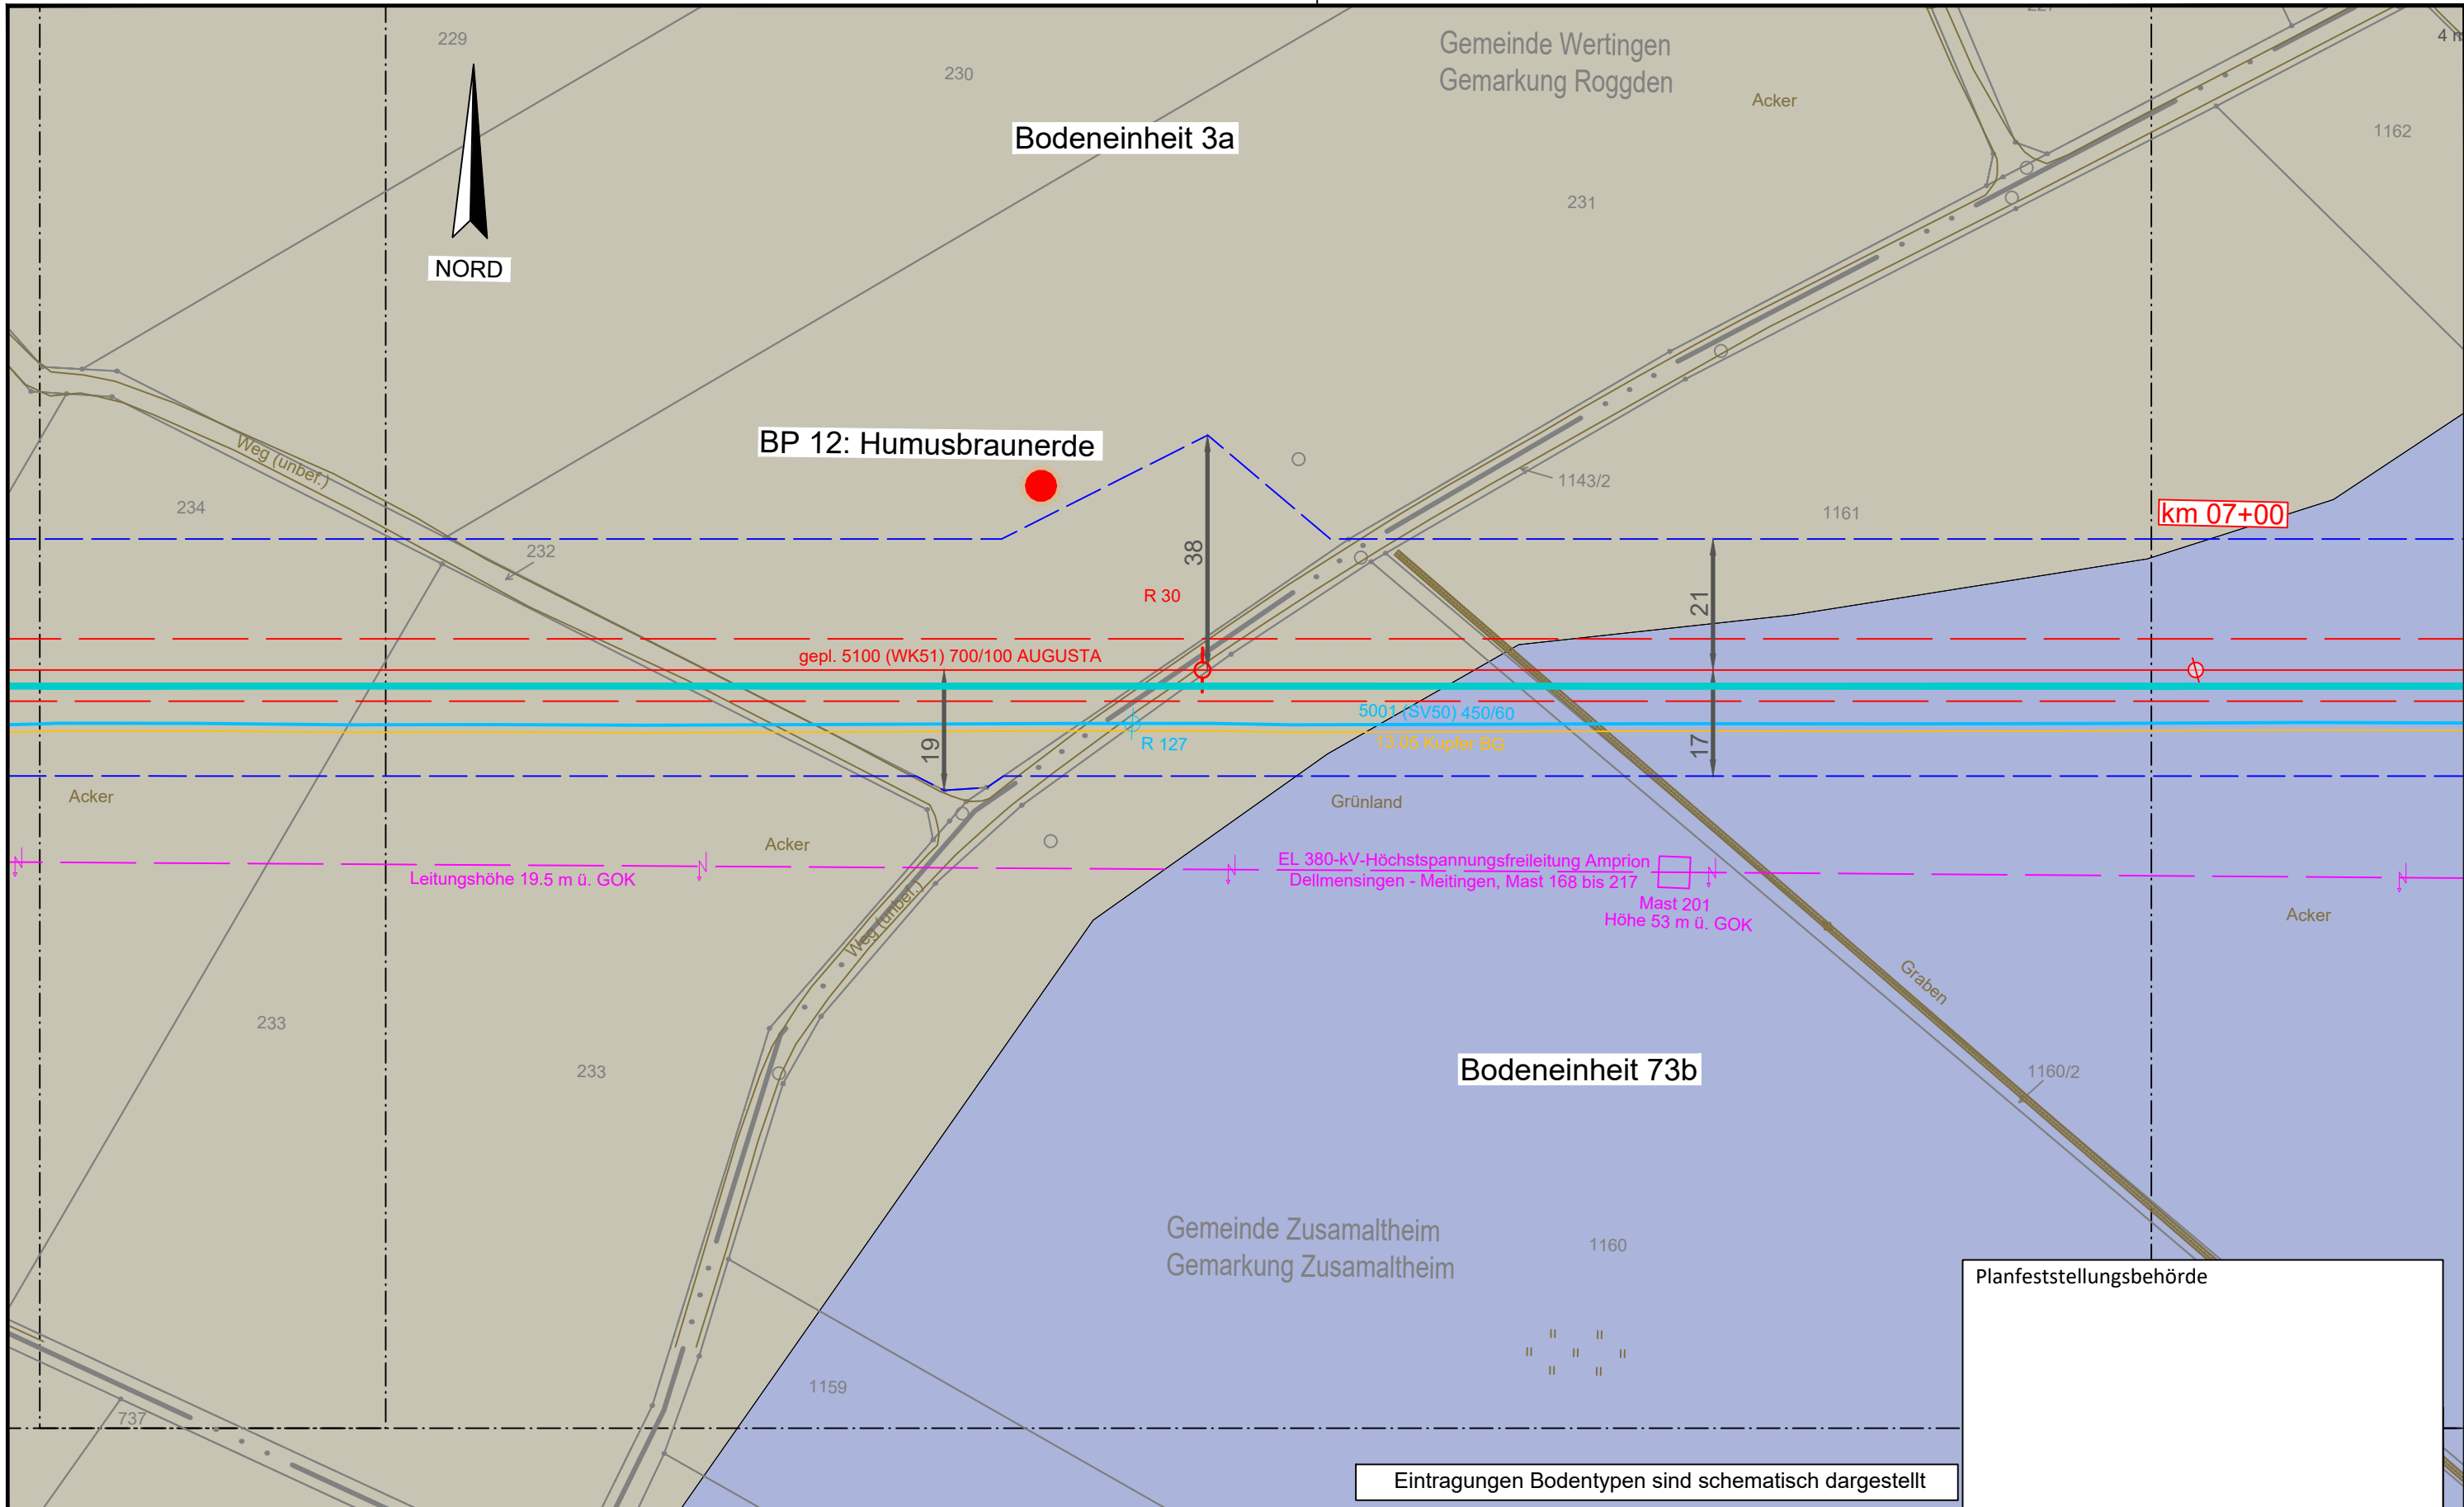 229
230
Gemeinde Wertingen
Gemarkung Roggden
227
4 m
Acker
1162
Bodeneinheit 3a
231
NORD
BP 12: Humusbraunerde
Weg (unbef.)
234
232
1143/2
1161
km 07+00
38
R 30
21
gepl. 5100 (WK51) 700/100 AUGUSTA
5001 (SV50) 450/60
13.05 Kupfer BG
R 127
19
17
Acker
Acker
Grünland
EL 380-kV-Höchstspannungsfreileitung Amprion
Dellmensingen - Meitingen, Mast 168 bis 217
Leitungshöhe 19.5 m ü. GOK
Mast 201
Höhe 53 m ü. GOK
Acker
Weg (unbef.)
Graben
233
233
Bodeneinheit 73b
1160/2
Gemeinde Zusamaltheim
Gemarkung Zusamaltheim
1160
Planfeststellungsbehörde
1159
737
Eintragungen Bodentypen sind schematisch dargestellt